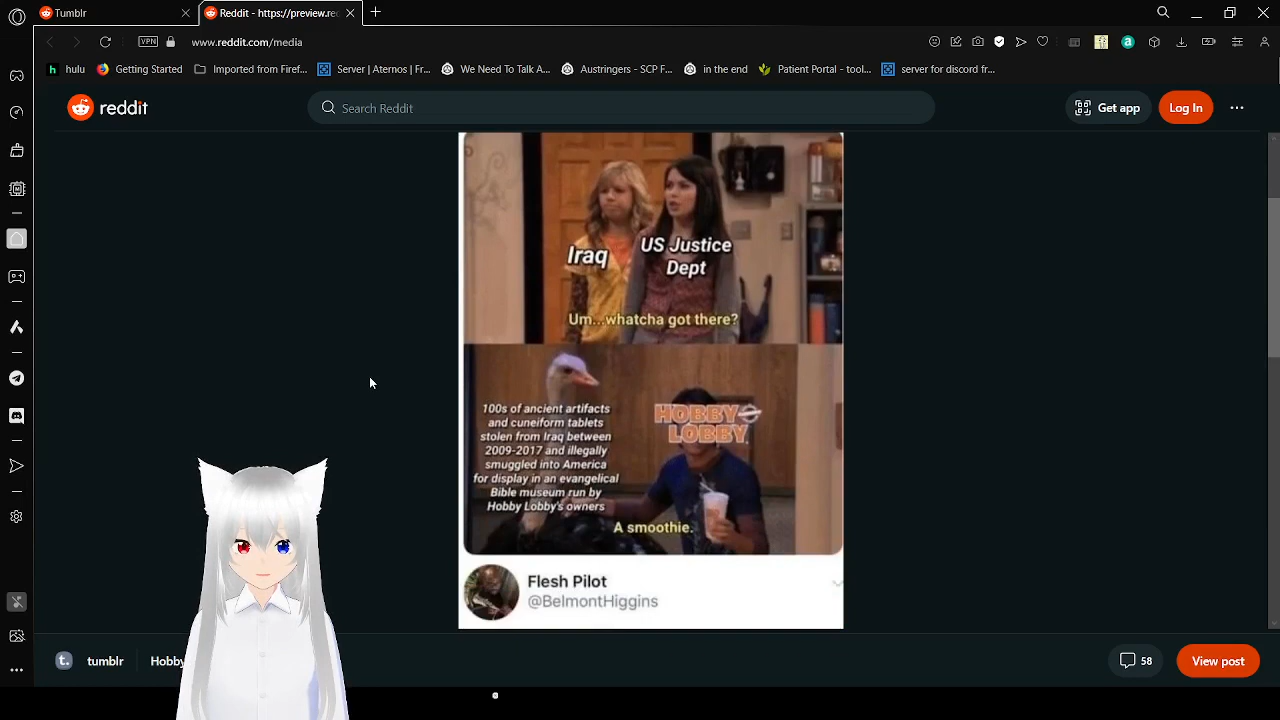 Tumblr
Reddit - https://preview.rec
VPN
www.reddit.com/media
hulu
Getting Started
Imported from Firef...
Server | Aternos | Fr...
We Need To Talk A...
Austringers - SCP F...
in the end
Patient Portal - tool...
server for discord fr...
reddit
Search Reddit
Get app
Log In
Iraq
US Justice
Dept
Um...whatcha got there?
100s of ancient artifacts
and cuneiform tablets
stolen from Iraq between
2009-2017 and illegally
smuggled into America
for display in an evangelical
Bible museum run by
Hobby Lobby's owners
HOBBY
LOBBY
A smoothie.
Flesh Pilot
@BelmontHiggins
t.
tumblr
Hobby
58
View post